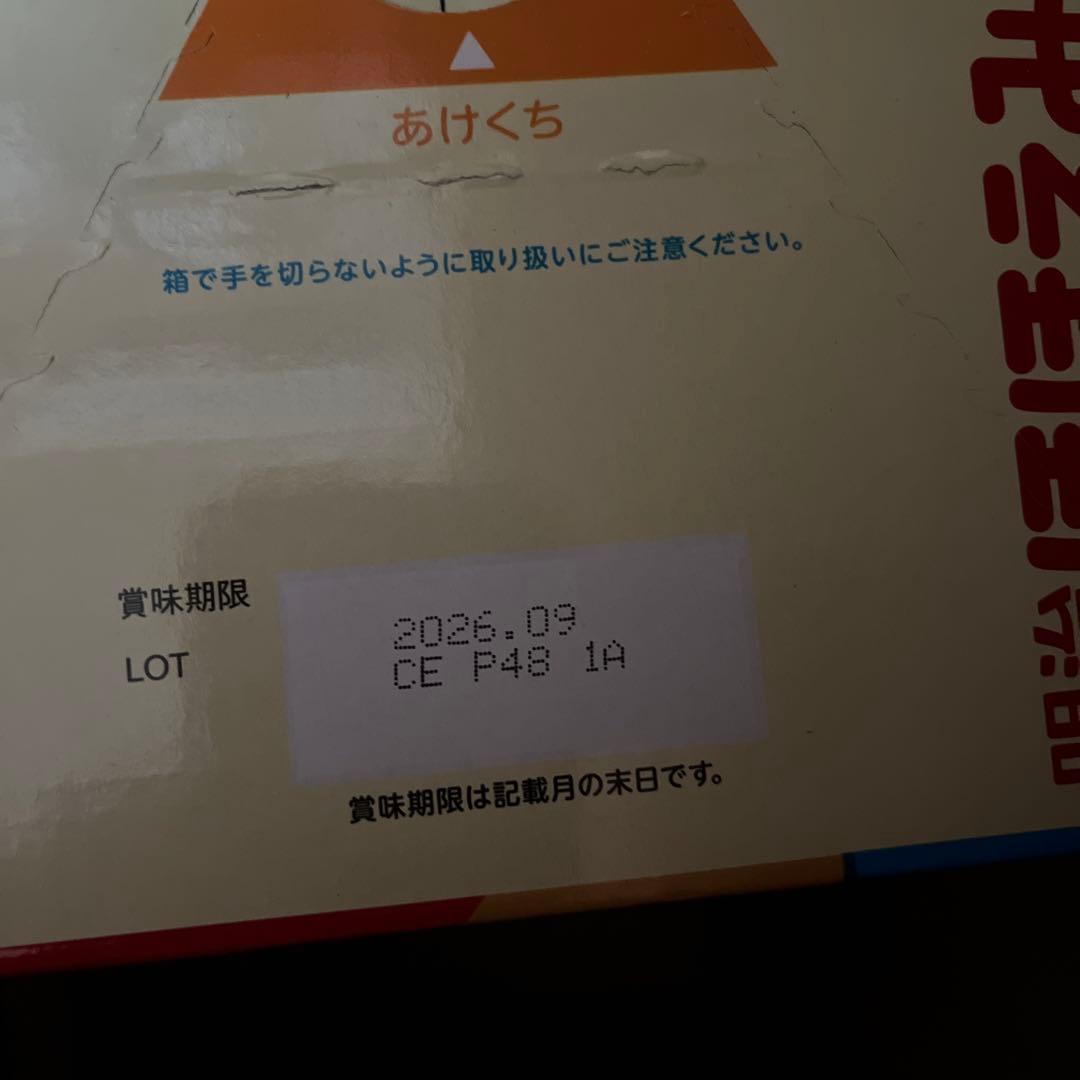 あけくち
箱で手を切らないように取り扱いにご注意ください。
賞味期限
2026.09
LOT
CE P48 1A
賞味期限は記載月の末日です。